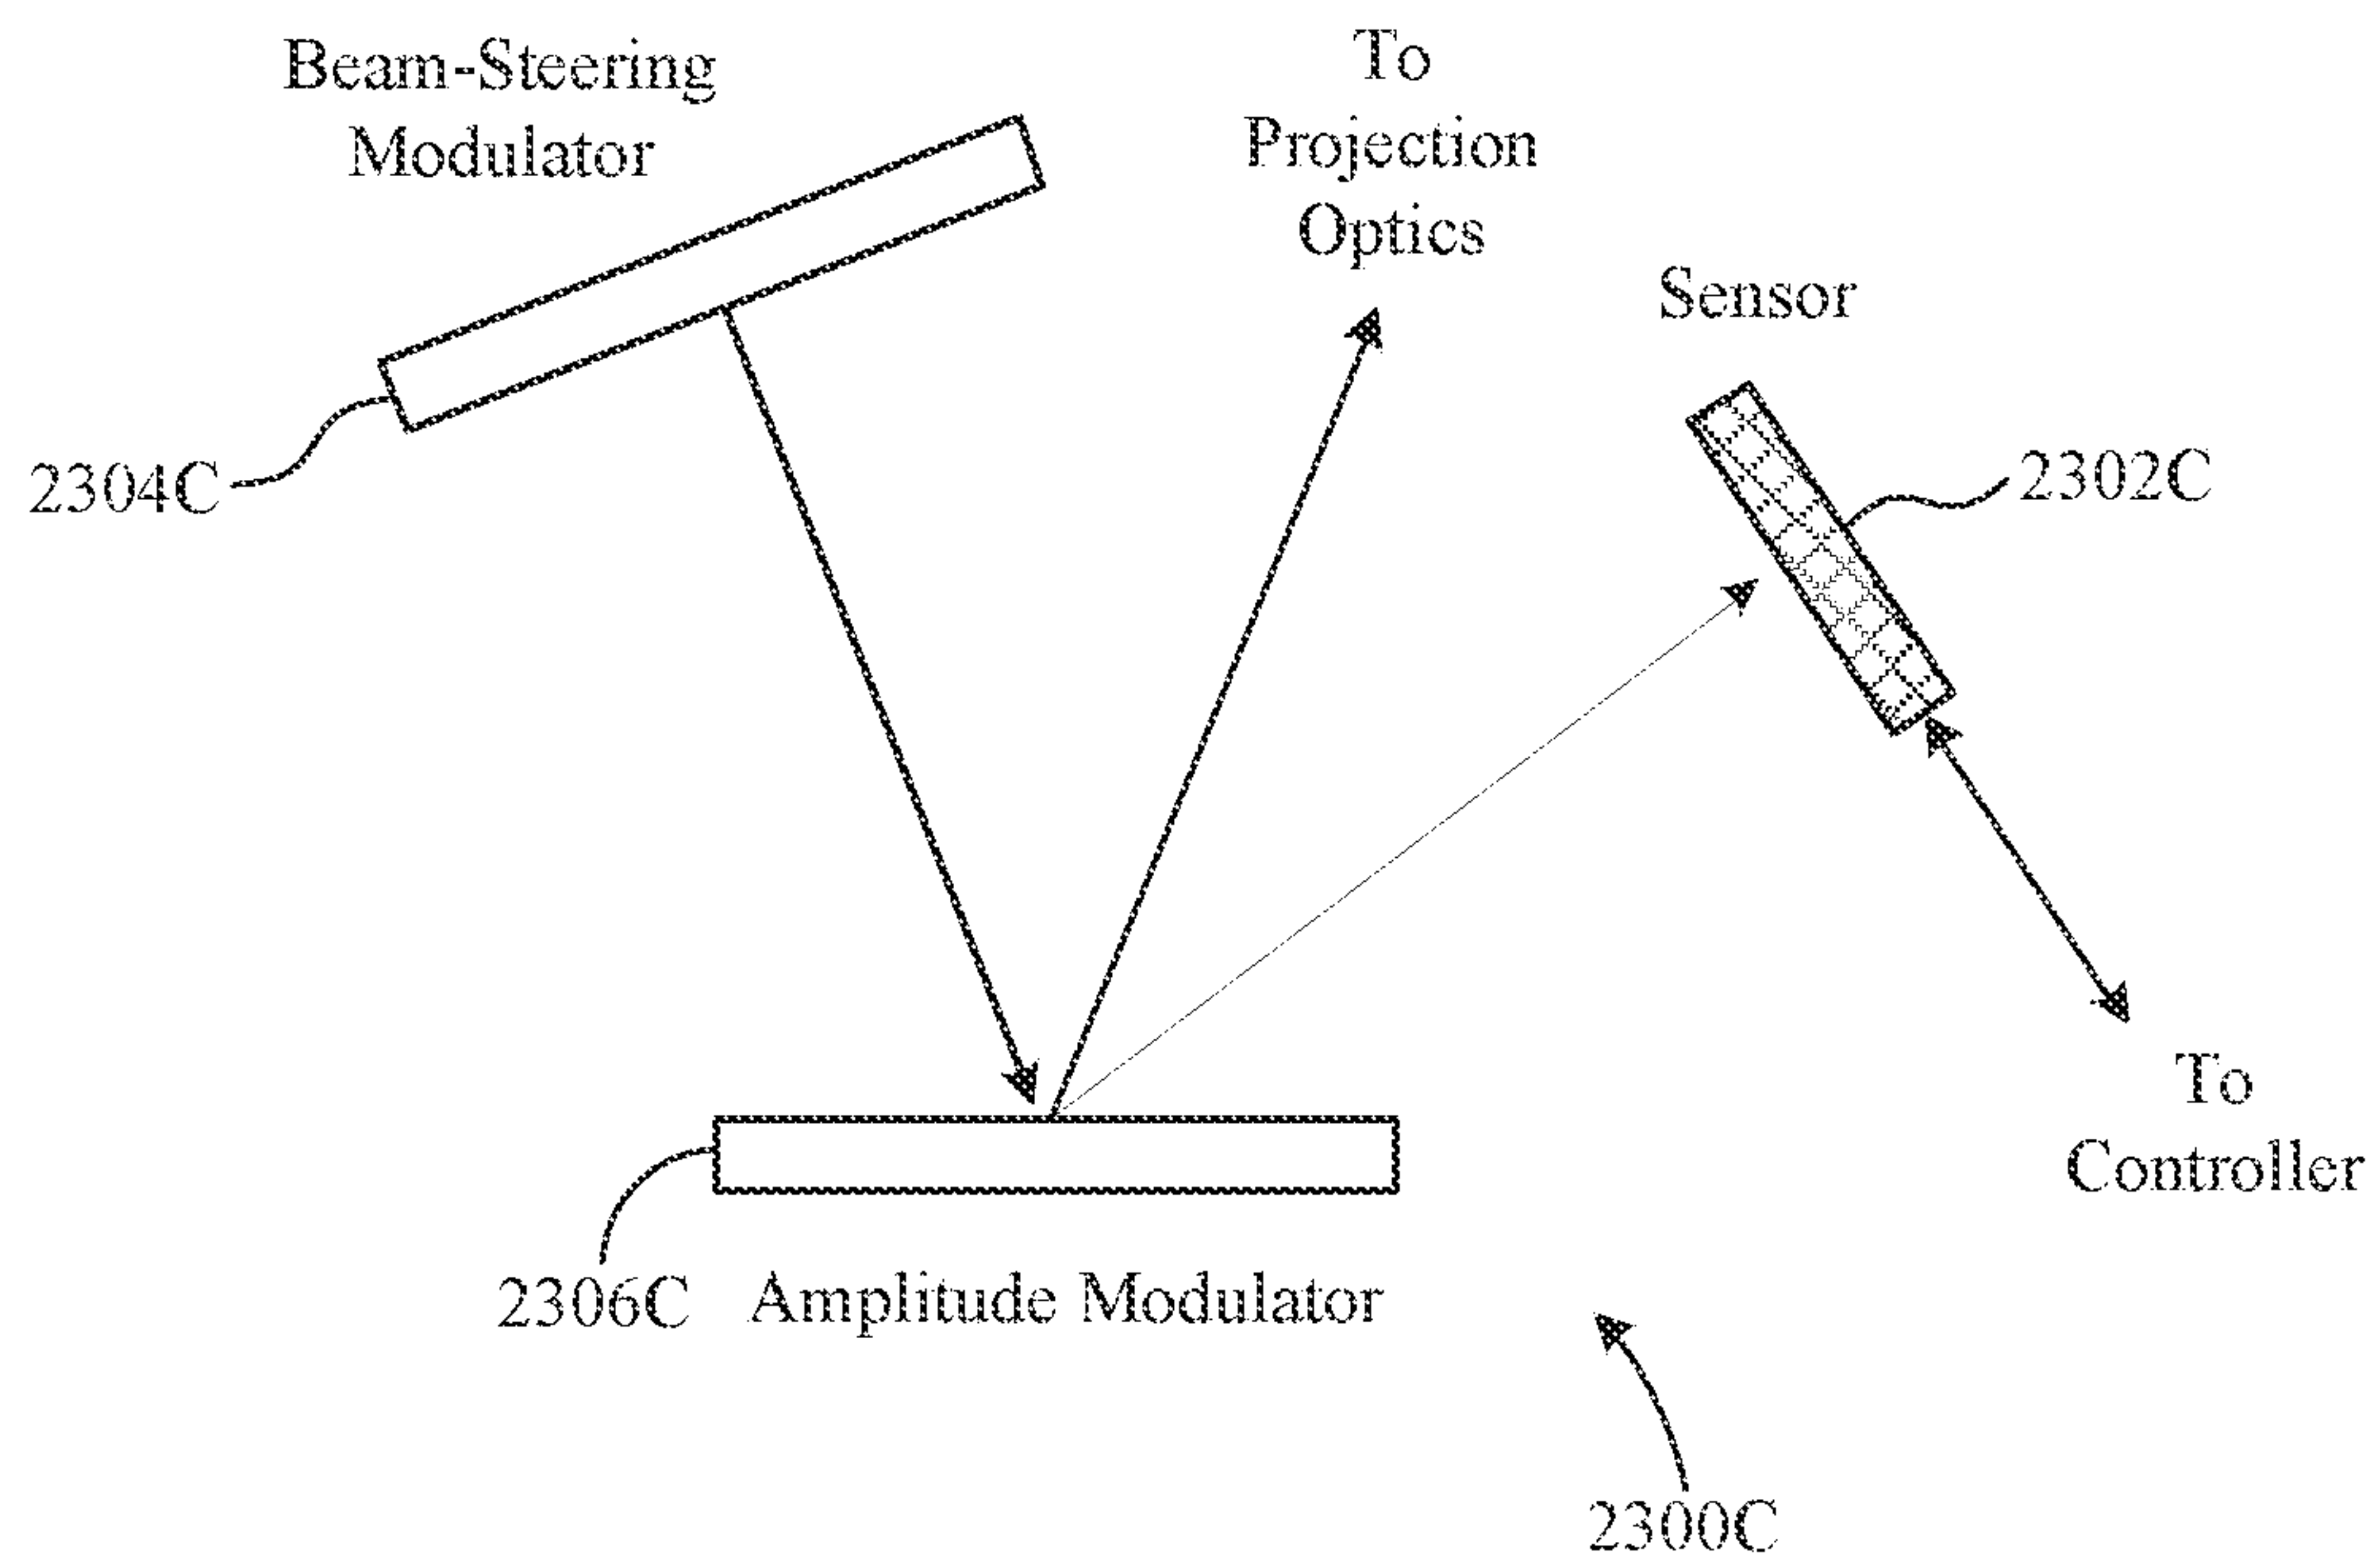 Beam-Steering
Modulator
To
Projection
Optics
Sensor
2304C
2302C
To
Controller
2306C
Amplitude Modulator
2300C